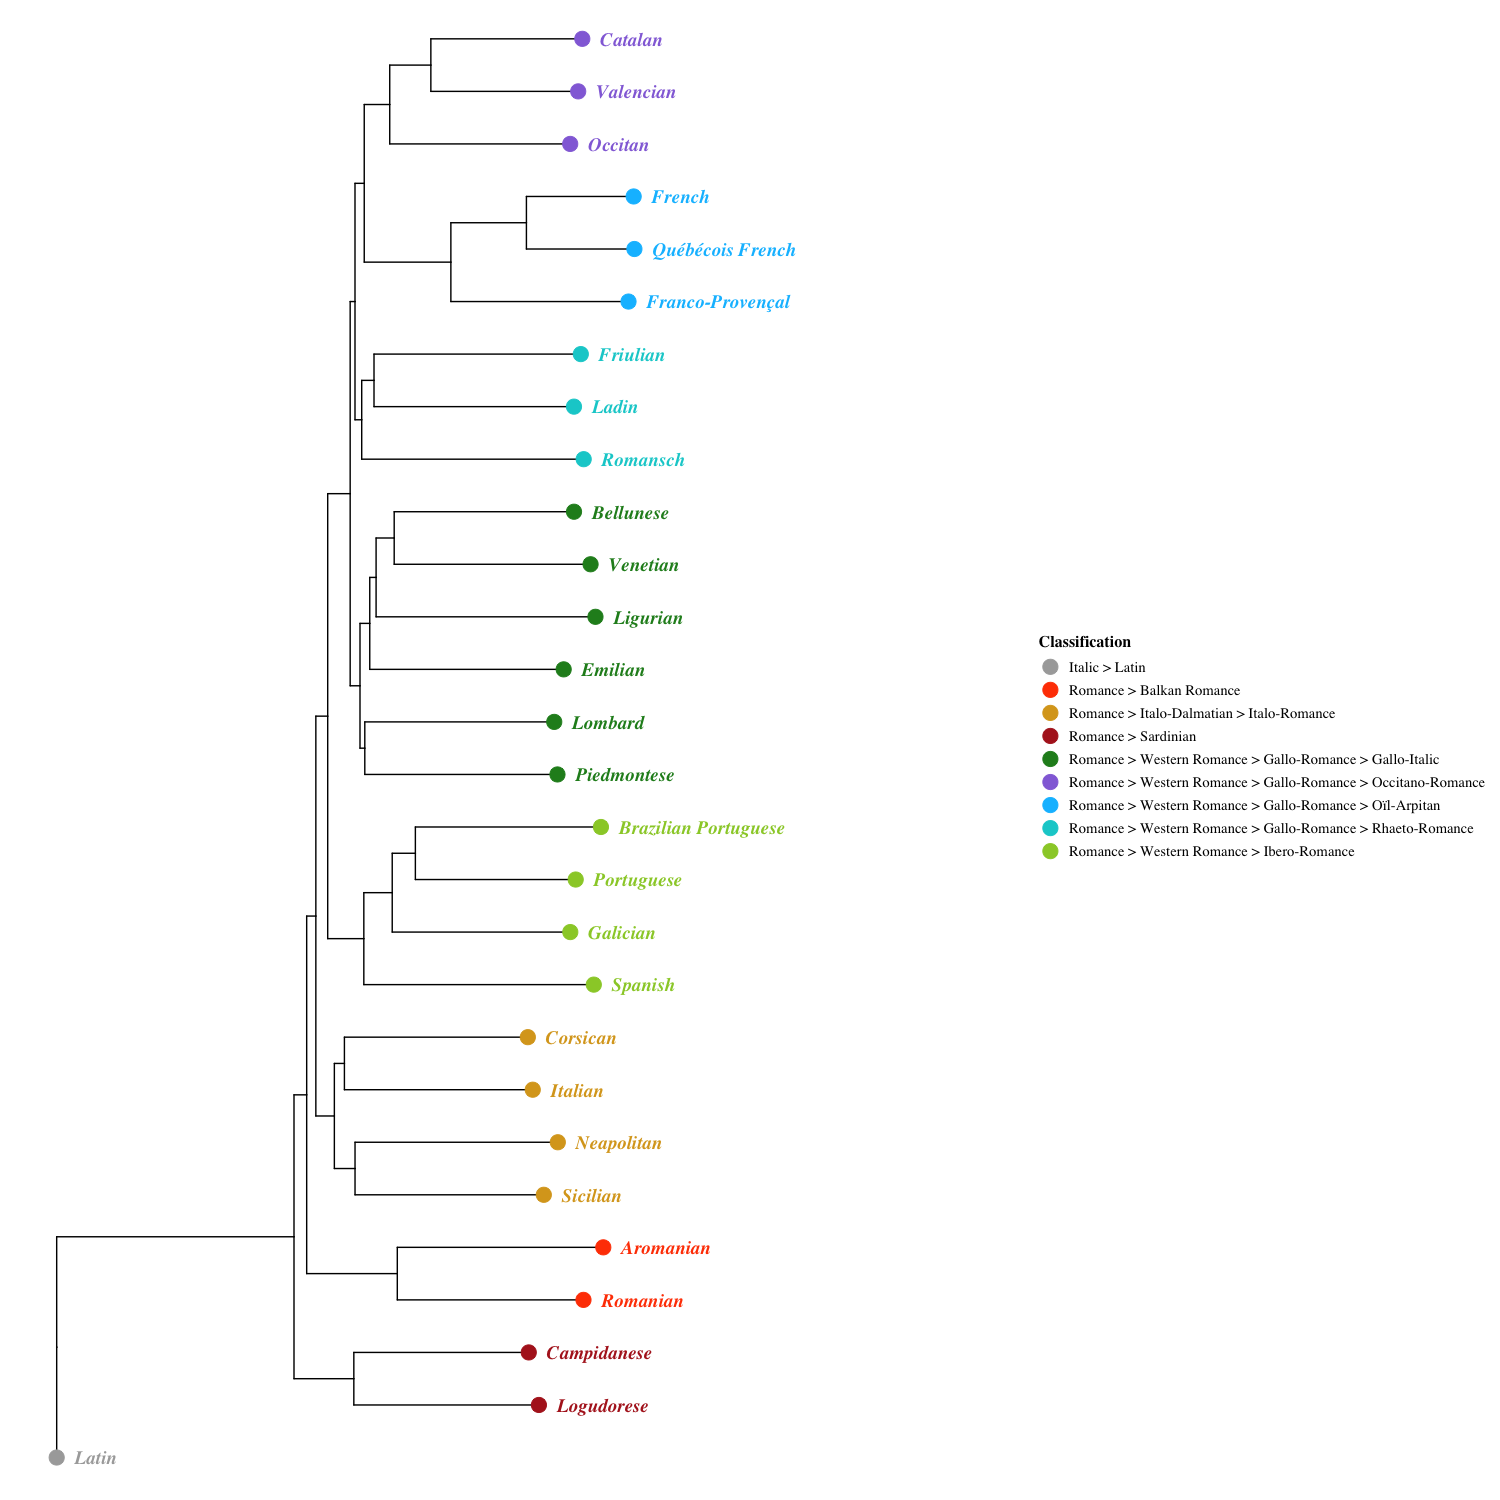 Catalan
Valencian
Occitan
French
Québécois French
Franco-Provençal
Friulian
Ladin
Romansch
Bellunese
Venetian
Ligurian
Emilian
Lombard
Piedmontese
Brazilian Portuguese
Portuguese
Galician
Spanish
Corsican
Italian
Neapolitan
Sicilian
Aromanian
Romanian
Campidanese
Logudorese
Latin
Classification
Italic > Latin
Romance > Balkan Romance
Romance > Italo-Dalmatian > Italo-Romance
Romance > Sardinian
Romance > Western Romance > Gallo-Romance > Gallo-Italic
Romance > Western Romance > Gallo-Romance > Occitano-Romance
Romance > Western Romance > Gallo-Romance > Oïl-Arpitan
Romance > Western Romance > Gallo-Romance > Rhaeto-Romance
Romance > Western Romance > Ibero-Romance